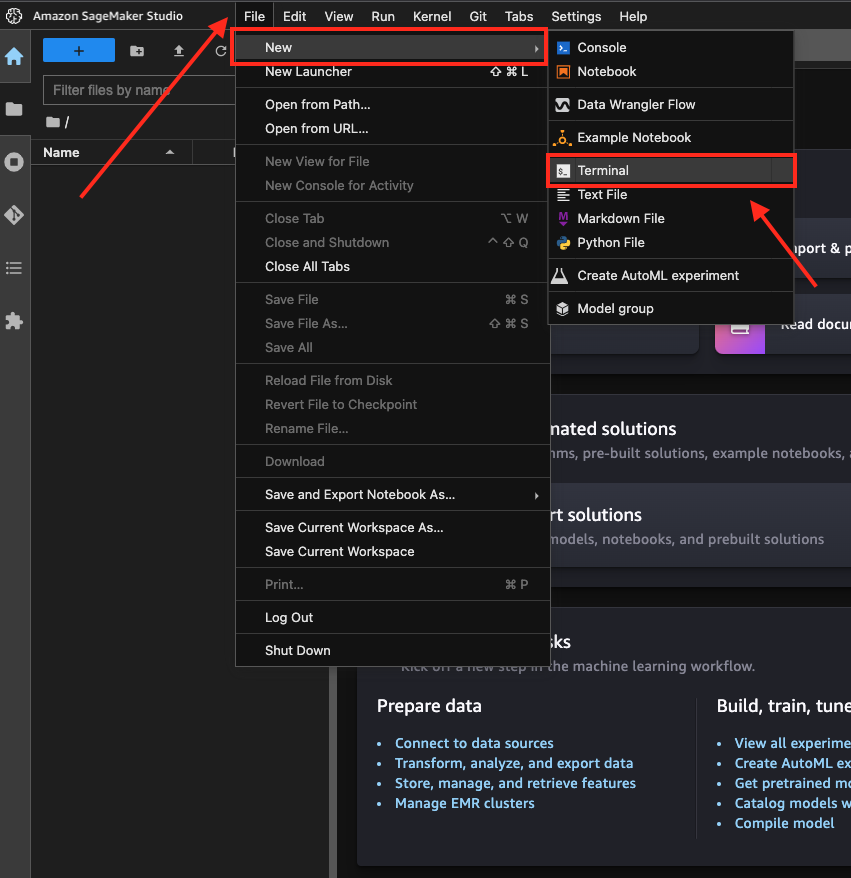 Amazon SageMaker Studio
File Edit View Run Kernel Git Tabs Settings Help
+
Filter files by name
/
Name
New
New Launcher ⇧ ⌘ L
Open from Path...
Open from URL...
New View for File
New Console for Activity
Close Tab ⌥ W
Close and Shutdown ^ ⇧ Q
Close All Tabs
Save File ⌘ S
Save File As... ⇧ ⌘ S
Save All
Reload File from Disk
Revert File to Checkpoint
Rename File...
Download
Save and Export Notebook As...
Save Current Workspace As...
Save Current Workspace
Print... ⌘ P
Log Out
Shut Down
Console
Notebook
Data Wrangler Flow
Example Notebook
$_ Terminal
Text File
Markdown File
Python File
Create AutoML experiment
Model group
port & p
Read docu
nated solutions
hms, pre-built solutions, example notebooks,
rt solutions
models, notebooks, and prebuilt solutions
sks
Kick off a new step in the machine learning workflow.
Prepare data
• Connect to data sources
• Transform, analyze, and export data
• Store, manage, and retrieve features
• Manage EMR clusters
Build, train, tune
• View all experime
• Create AutoML ex
• Get pretrained mo
• Catalog models w
• Compile model